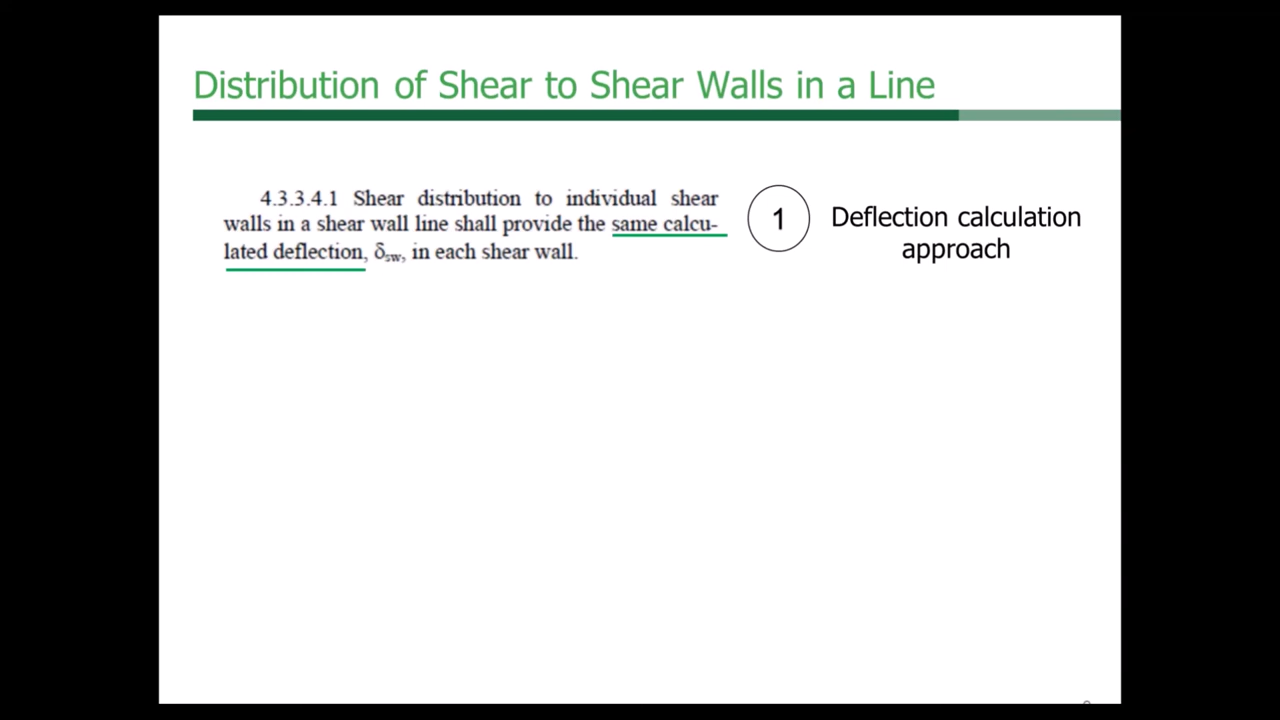 Distribution of Shear to Shear Walls in a Line
4.3.3.4.1 Shear distribution to individual shear
walls in a shear wall line shall provide the same calcu-
lated deflection, δsw, in each shear wall.
1
Deflection calculation
approach